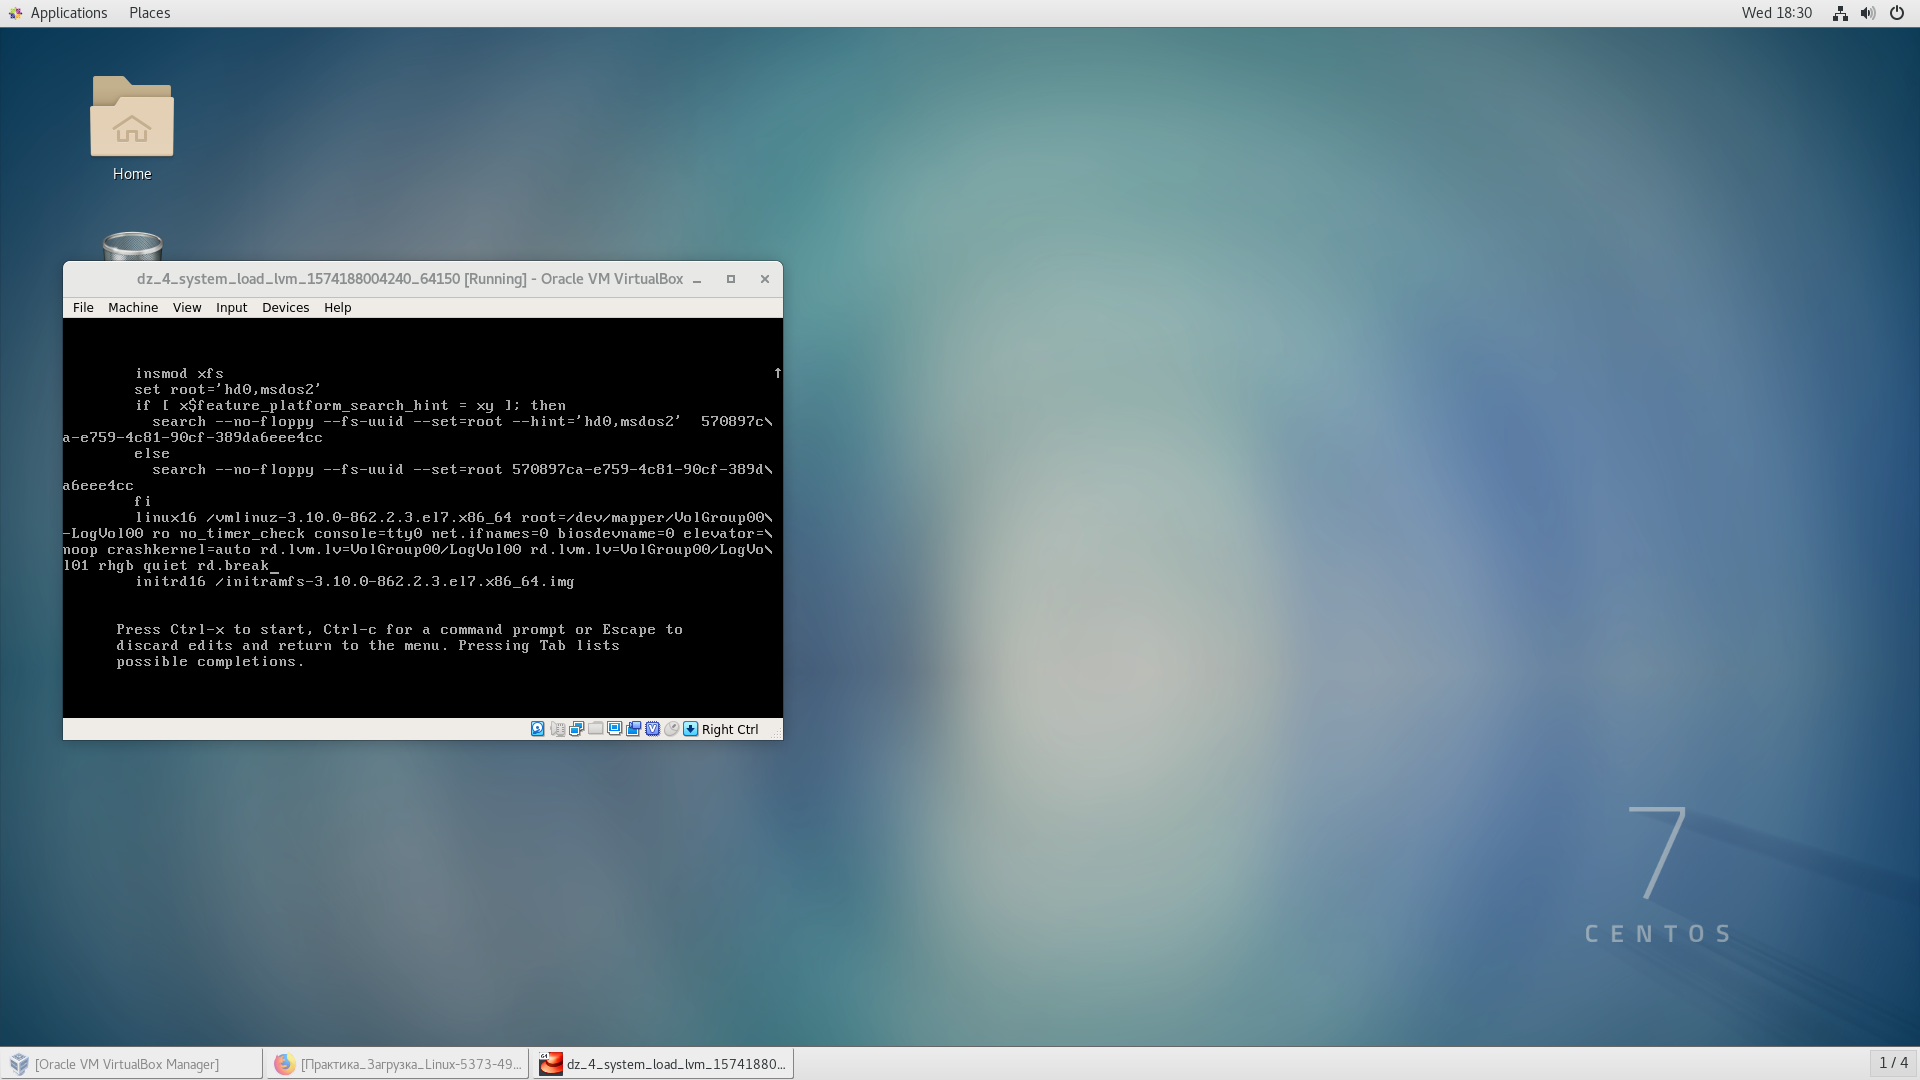 Applications Places
Wed 18:30
Home
dz_4_system_load_lvm_1574188004240_64150 [Running] - Oracle VM VirtualBox
File Machine View Input Devices Help
insmod xfs ↑
set root='hd0,msdos2'
if [ x$feature_platform_search_hint = xy ]; then
search --no-floppy --fs-uuid --set=root --hint='hd0,msdos2' 570897c\
a-e759-4c81-90cf-389da6eee4cc
else
search --no-floppy --fs-uuid --set=root 570897ca-e759-4c81-90cf-389d\
a6eee4cc
fi
linux16 /vmlinuz-3.10.0-862.2.3.el7.x86_64 root=/dev/mapper/VolGroup00\
-LogVol00 ro no_timer_check console=tty0 net.ifnames=0 biosdevname=0 elevator=\
noop crashkernel=auto rd.lvm.lv=VolGroup00/LogVol00 rd.lvm.lv=VolGroup00/LogVo\
l01 rhgb quiet rd.break_
initrd16 /initramfs-3.10.0-862.2.3.el7.x86_64.img
Press Ctrl-x to start, Ctrl-c for a command prompt or Escape to
discard edits and return to the menu. Pressing Tab lists
possible completions.
Right Ctrl
7
CENTOS
[Oracle VM VirtualBox Manager]
[Практика_Загрузка_Linux-5373-49...
dz_4_system_load_lvm_15741880...
1 / 4